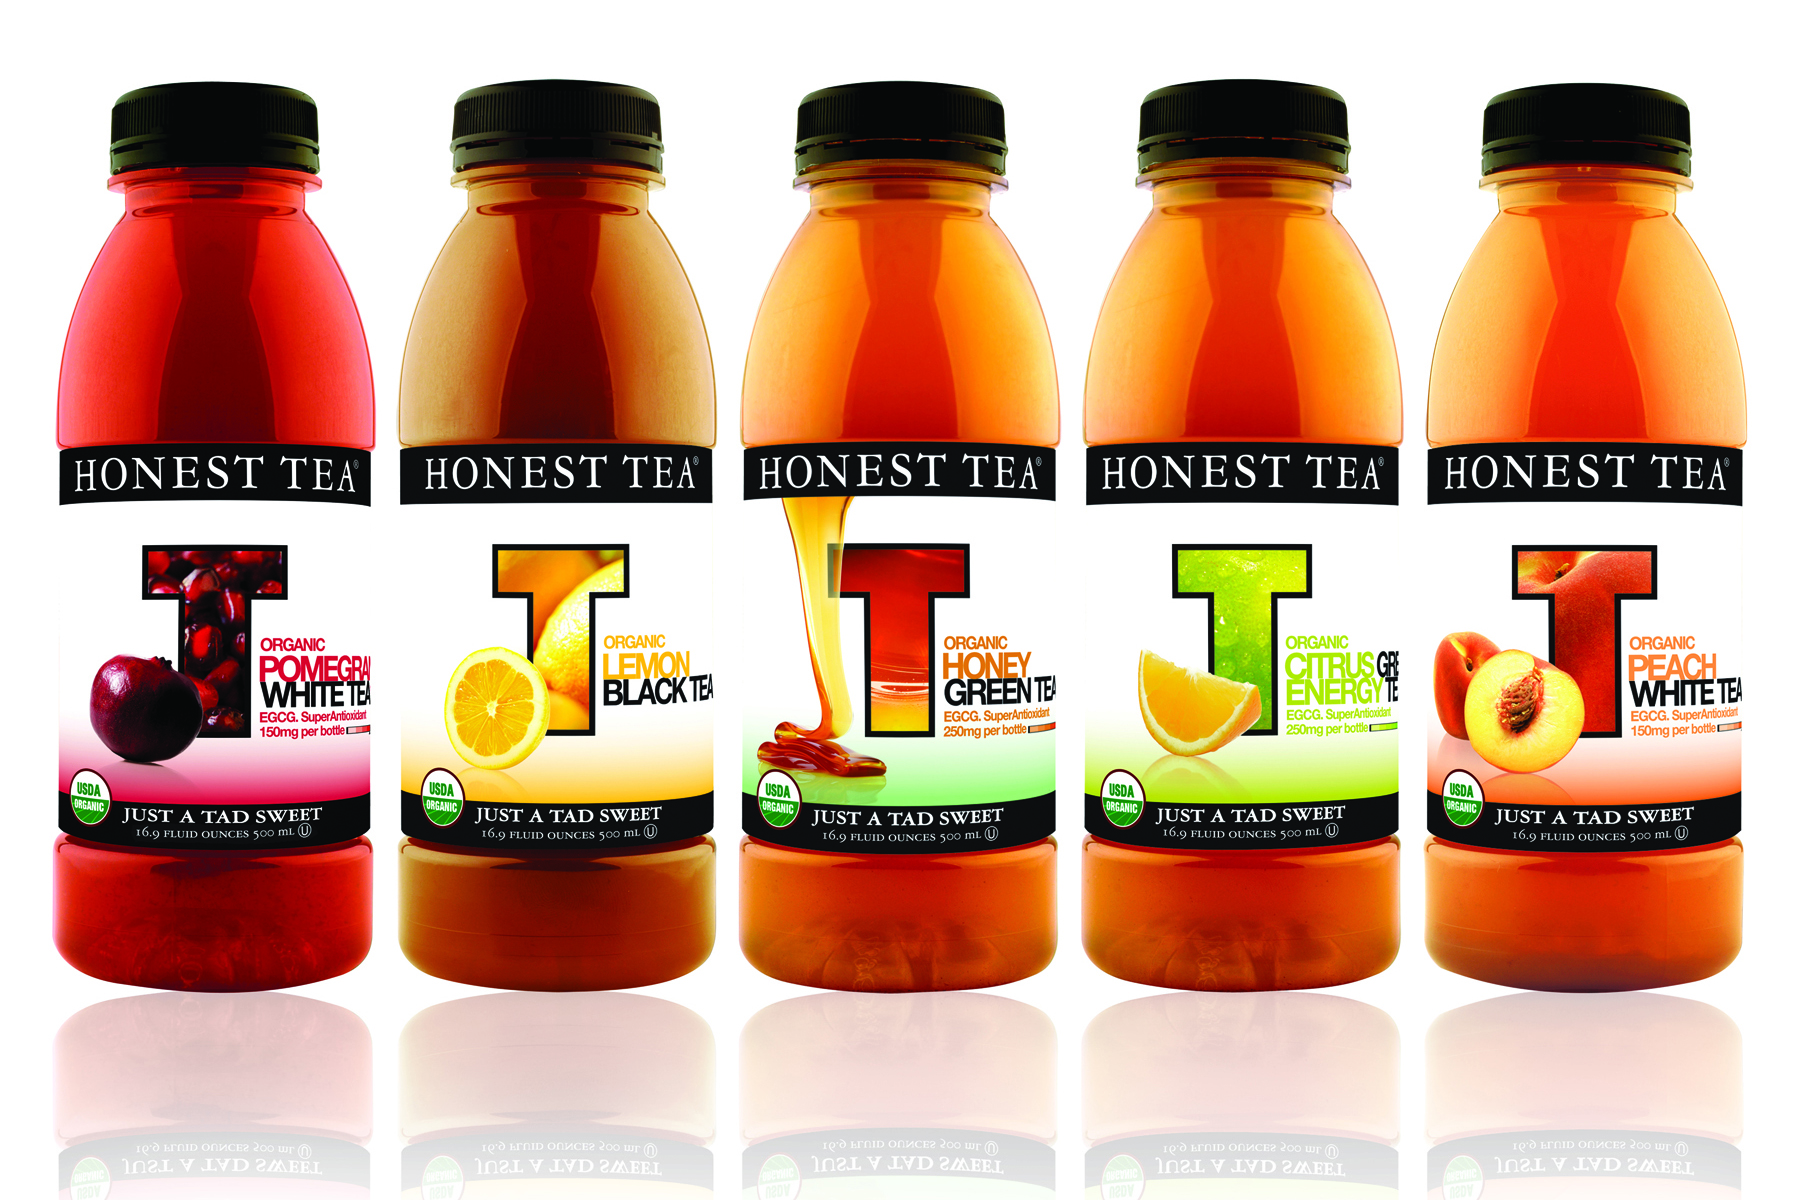 HONEST TEA®
T
ORGANIC
POMEGRA
WHITE TEA
EGCG. SuperAntioxidant
150mg per bottle
USDA
ORGANIC
JUST A TAD SWEET
16.9 FLUID OUNCES 500 mL U
HONEST TEA®
T
ORGANIC
LEMON
BLACK TEA
USDA
ORGANIC
JUST A TAD SWEET
16.9 FLUID OUNCES 500 mL U
HONEST TEA®
T
ORGANIC
HONEY
GREEN TEA
EGCG. SuperAntioxidant
250mg per bottle
USDA
ORGANIC
JUST A TAD SWEET
16.9 FLUID OUNCES 500 mL U
HONEST TEA®
T
ORGANIC
CITRUS GRE
ENERGY TE
EGCG. SuperAntioxidant
250mg per bottle
USDA
ORGANIC
JUST A TAD SWEET
16.9 FLUID OUNCES 500 mL U
HONEST TEA®
T
ORGANIC
PEACH
WHITE TEA
EGCG. SuperAntioxidant
150mg per bottle
USDA
ORGANIC
JUST A TAD SWEET
16.9 FLUID OUNCES 500 mL U